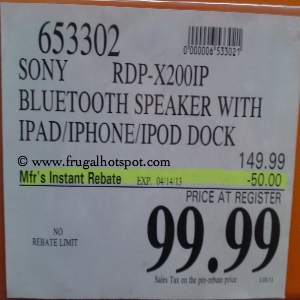 653302
0000006533021
SONY RDP-X200IP
BLUETOOTH SPEAKER WITH
IPAD/IPHONE/IPOD DOCK
© www.frugalhotspot.com
149.99
Mfr's Instant Rebate EXP. 04/14/13 -50.00
PRICE AT REGISTER
NO
REBATE LIMIT
99.99
Sales Tax on the pre-rebate price